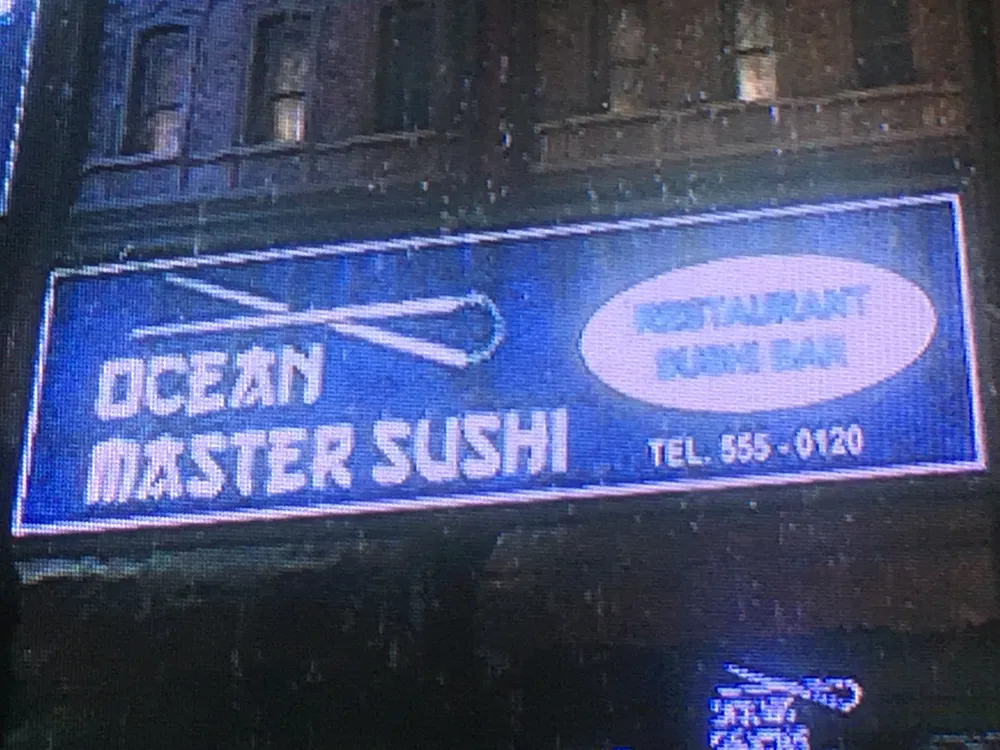 OCEAN
MASTER SUSHI
RESTAURANT
SUSHI BAR
TEL. 555-0120